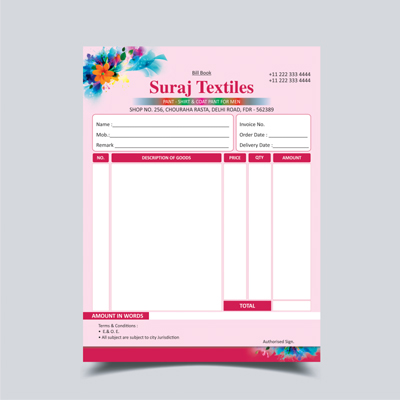 Bill Book
+11 222 333 4444
+11 222 333 4444
Suraj Textiles
PANT - SHIRT & COAT PANT FOR MEN
SHOP NO. 256, CHOURAHA RASTA, DELHI ROAD, FDR - 562389
Name :
Mob.:
Remark
Invoice No.
Order Date :
Delivery Date :
NO. DESCRIPTION OF GOODS PRICE QTY AMOUNT
TOTAL
AMOUNT IN WORDS
Terms & Conditions :
• E.& O. E.
• All subject are subject to city jursdiction
Authorised Sign.